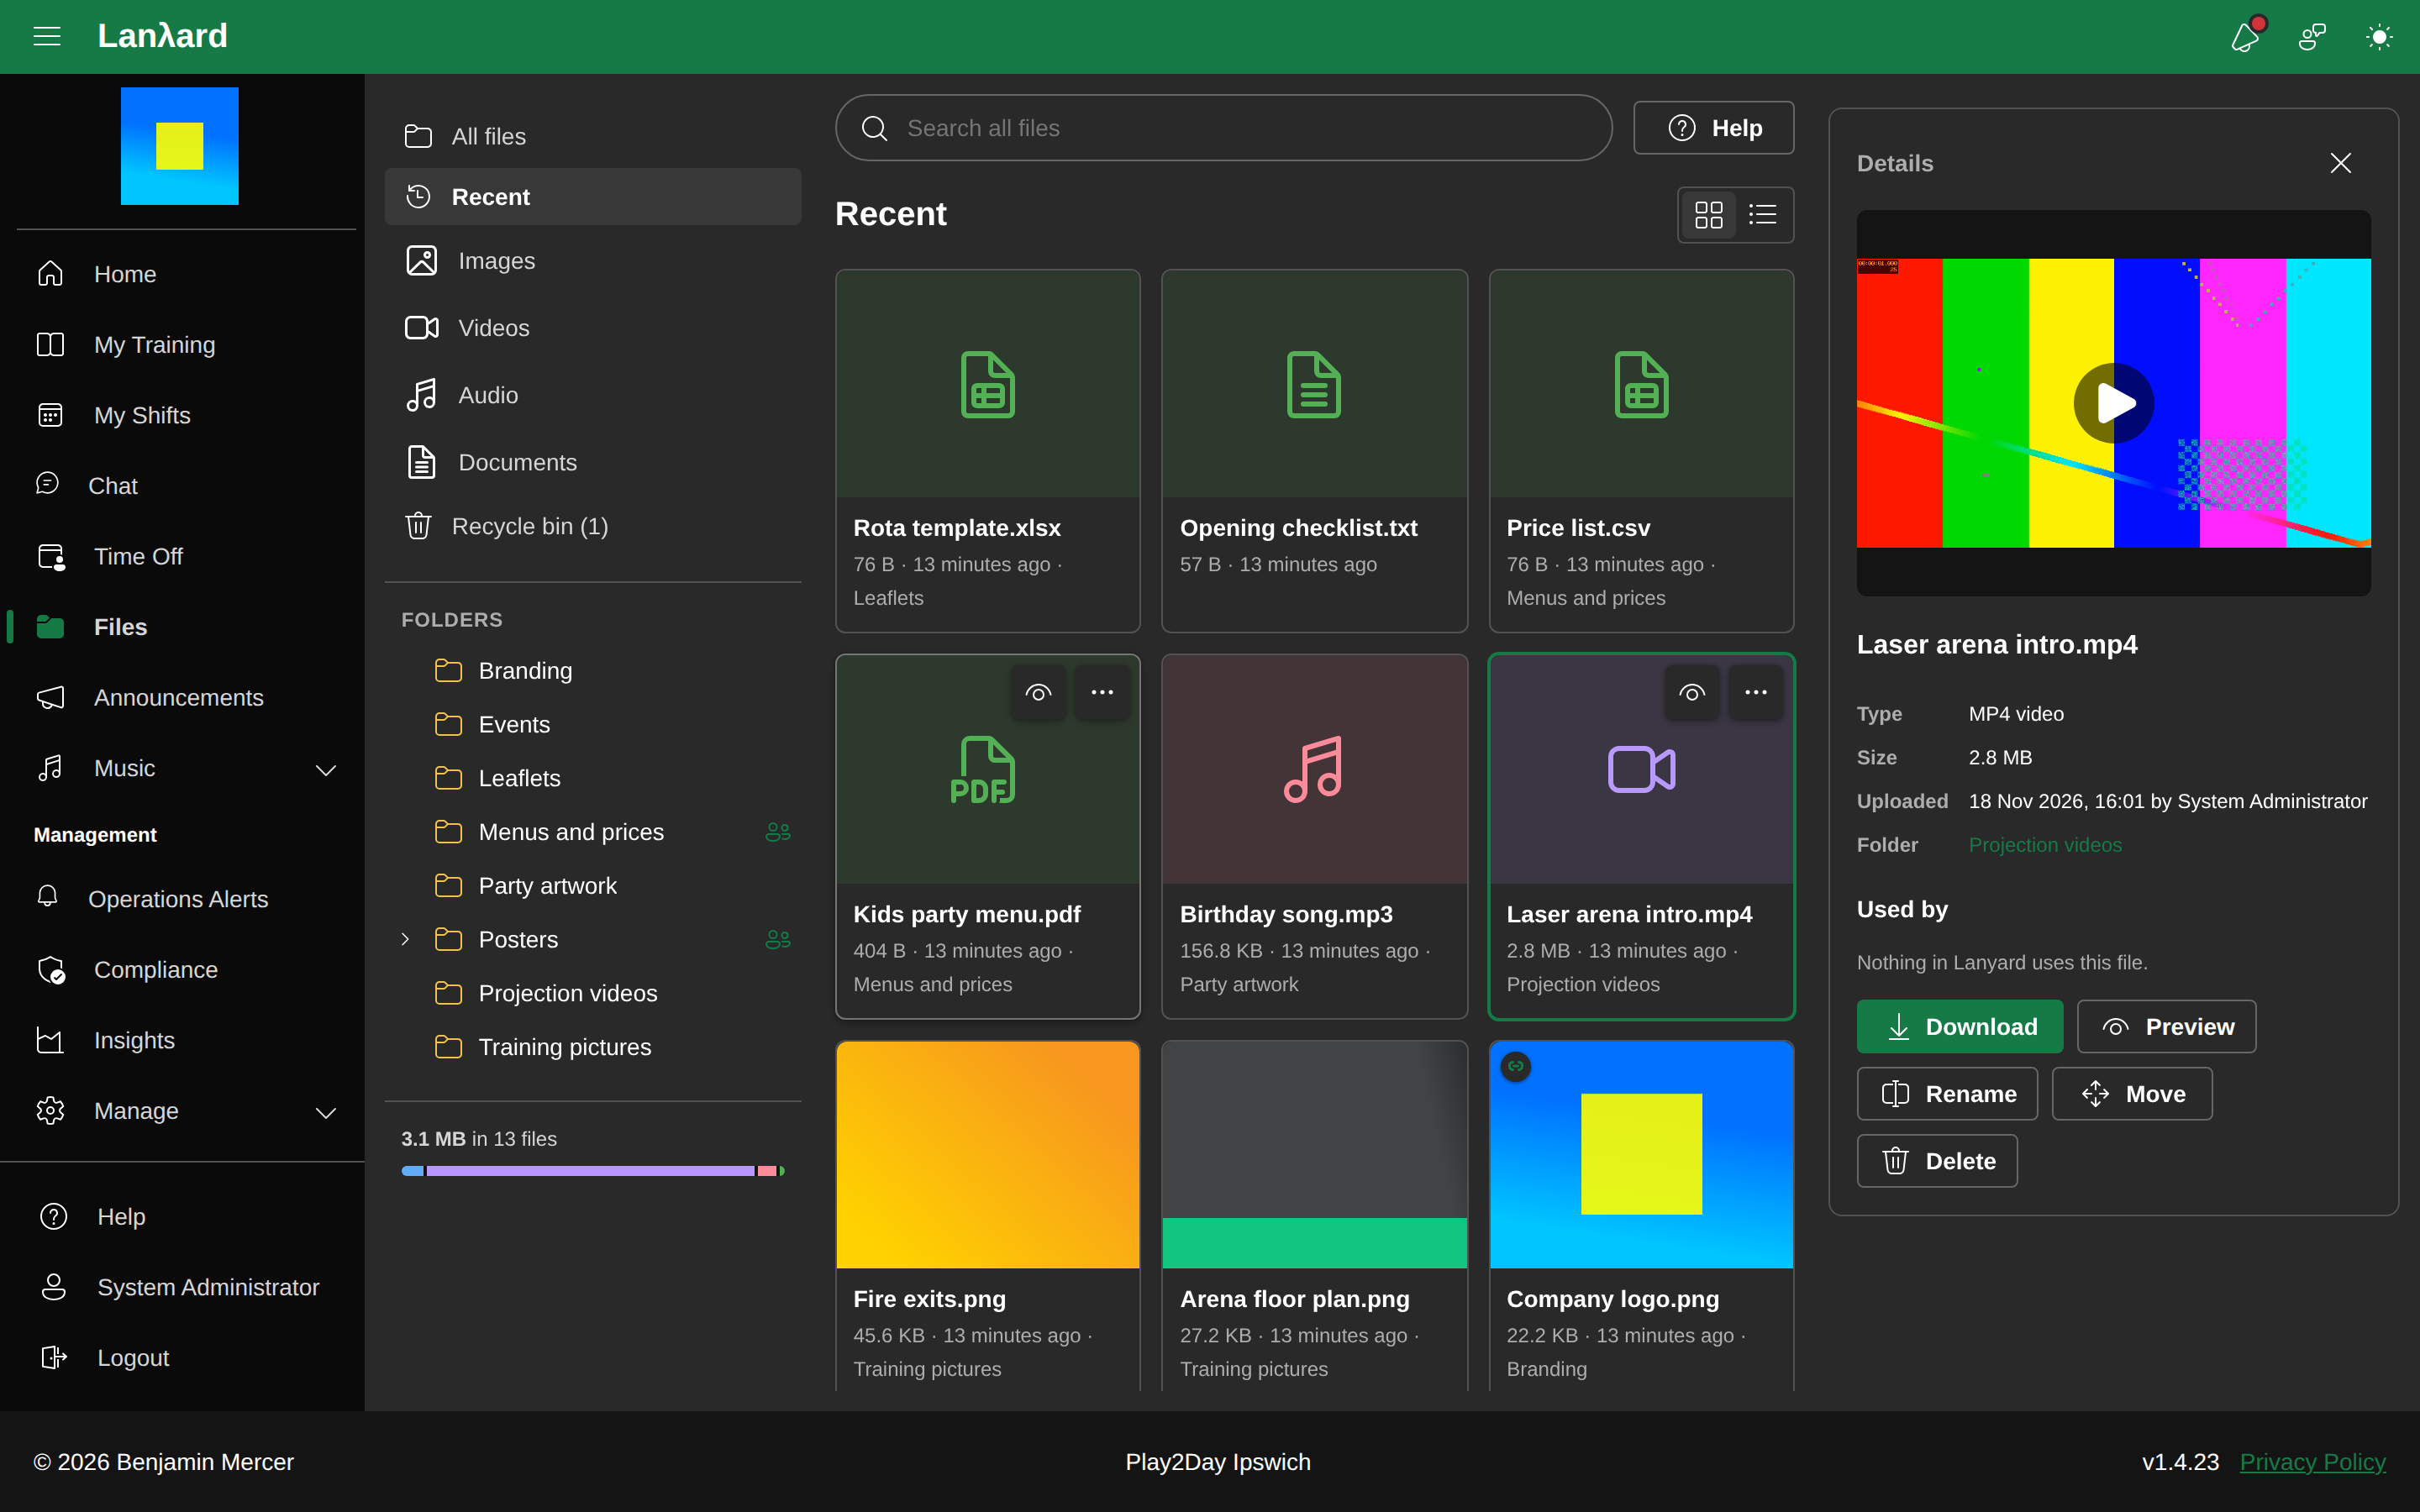 Lanλard
Home
My Training
My Shifts
Chat
Time Off
Files
Announcements
Music
Management
Operations Alerts
Compliance
Insights
Manage
Help
System Administrator
Logout
All files
Recent
Images
Videos
Audio
Documents
Recycle bin (1)
FOLDERS
Branding
Events
Leaflets
Menus and prices
Party artwork
Posters
Projection videos
Training pictures
3.1 MB in 13 files
Search all files
Help
Recent
Rota template.xlsx
76 B · 13 minutes ago ·
Leaflets
Opening checklist.txt
57 B · 13 minutes ago
Price list.csv
76 B · 13 minutes ago ·
Menus and prices
PDF
Kids party menu.pdf
404 B · 13 minutes ago ·
Menus and prices
Birthday song.mp3
156.8 KB · 13 minutes ago ·
Party artwork
Laser arena intro.mp4
2.8 MB · 13 minutes ago ·
Projection videos
Fire exits.png
45.6 KB · 13 minutes ago ·
Training pictures
Arena floor plan.png
27.2 KB · 13 minutes ago ·
Training pictures
Company logo.png
22.2 KB · 13 minutes ago ·
Branding
Details
Laser arena intro.mp4
Type MP4 video
Size 2.8 MB
Uploaded 18 Nov 2026, 16:01 by System Administrator
Folder Projection videos
Used by
Nothing in Lanyard uses this file.
Download
Preview
Rename
Move
Delete
© 2026 Benjamin Mercer
Play2Day Ipswich
v1.4.23 Privacy Policy